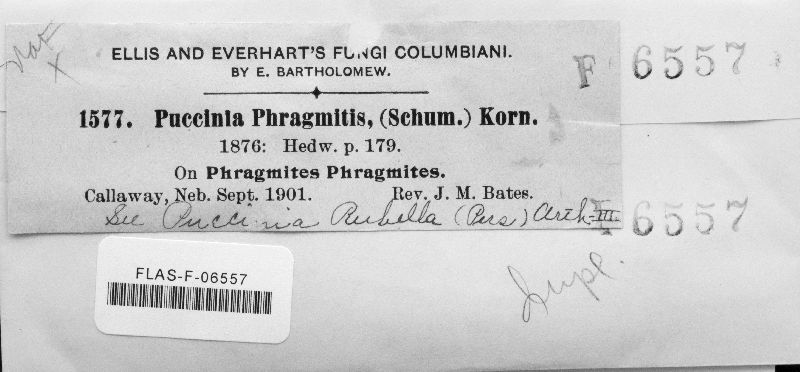 ELLIS AND EVERHART'S FUNGI COLUMBIANI.
BY E. BARTHOLOMEW.
F 6557
1577. Puccinia Phragmitis, (Schum.) Korn.
1876: Hedw. p. 179.
On Phragmites Phragmites.
Callaway, Neb. Sept. 1901. Rev. J. M. Bates.
See Puccinia Rubella (Pers) Arth-III.
F 6557
FLAS-F-06557
Dupl.